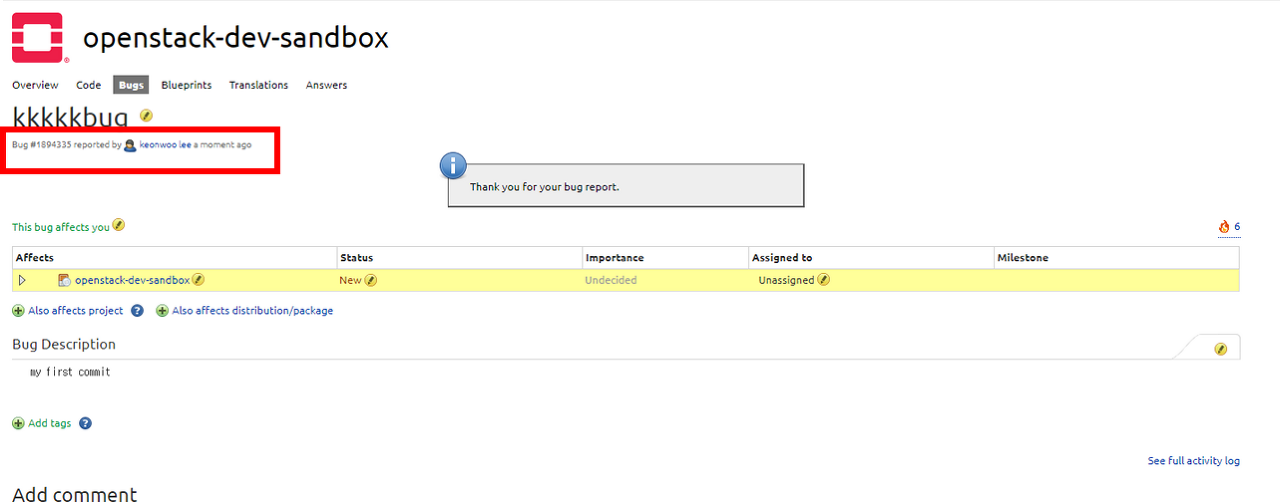 openstack-dev-sandbox
Overview Code Bugs Blueprints Translations Answers
kkkkkbug
Bug #1894335 reported by keonwoo lee a moment ago
Thank you for your bug report.
This bug affects you
6
Affects Status Importance Assigned to Milestone
openstack-dev-sandbox New Undecided Unassigned
Also affects project Also affects distribution/package
Bug Description
my first commit
Add tags
See full activity log
Add comment